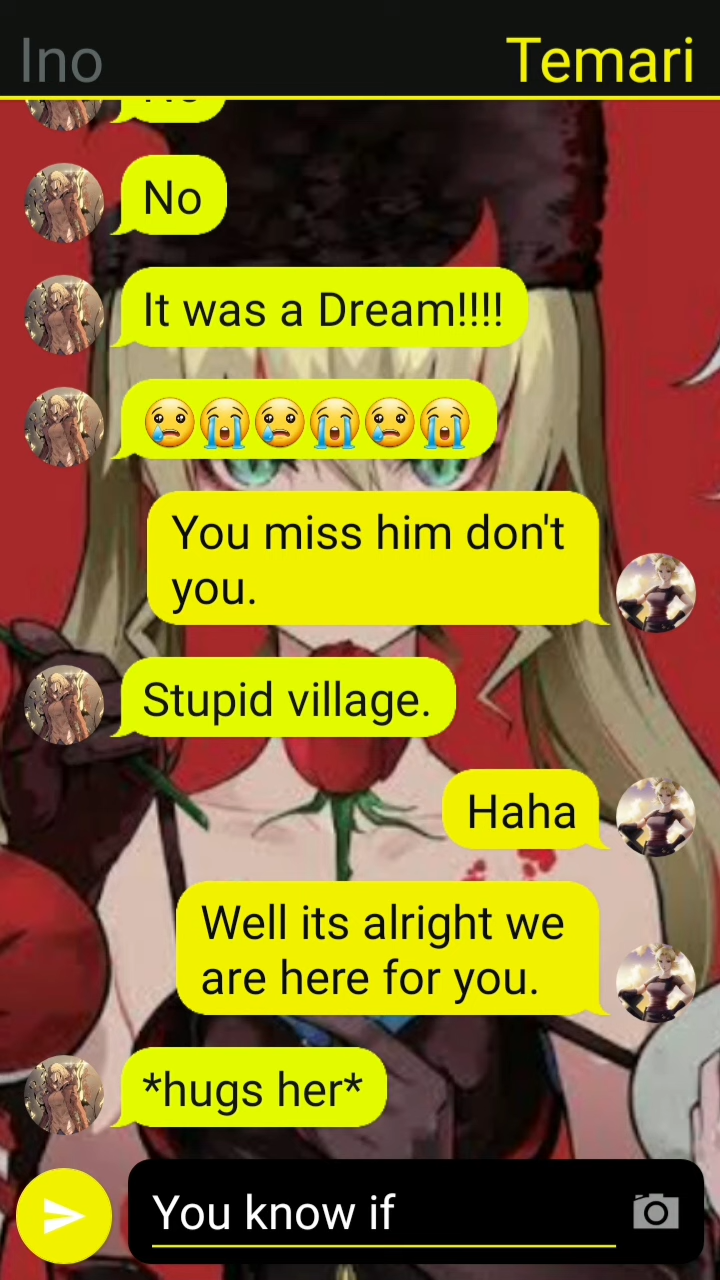 Ino
Temari
No
No
It was a Dream!!!!
😢😭😢😭😢😭
You miss him don't
you.
Stupid village.
Haha
Well its alright we
are here for you.
*hugs her*
You know if